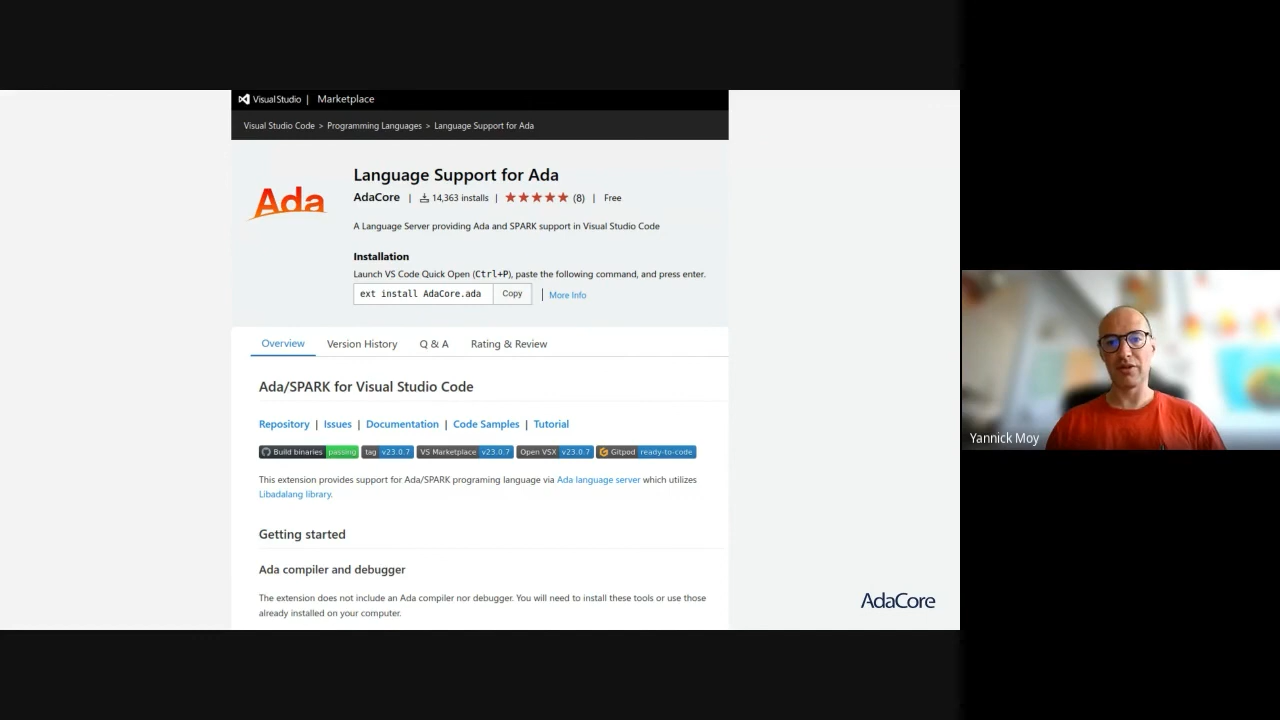 Visual Studio | Marketplace
Visual Studio Code > Programming Languages > Language Support for Ada
Ada
Language Support for Ada
AdaCore | 14,363 installs | (8) | Free
A Language Server providing Ada and SPARK support in Visual Studio Code
Installation
Launch VS Code Quick Open (Ctrl+P), paste the following command, and press enter.
ext install AdaCore.ada Copy | More Info
Overview Version History Q & A Rating & Review
Ada/SPARK for Visual Studio Code
Repository | Issues | Documentation | Code Samples | Tutorial
Build binaries passing tag v23.0.7 VS Marketplace v23.0.7 Open VSX v23.0.7 Gitpod ready-to-code
This extension provides support for Ada/SPARK programing language via Ada language server which utilizes
Libadalang library.
Getting started
Ada compiler and debugger
The extension does not include an Ada compiler nor debugger. You will need to install these tools or use those
already installed on your computer.
AdaCore
Yannick Moy